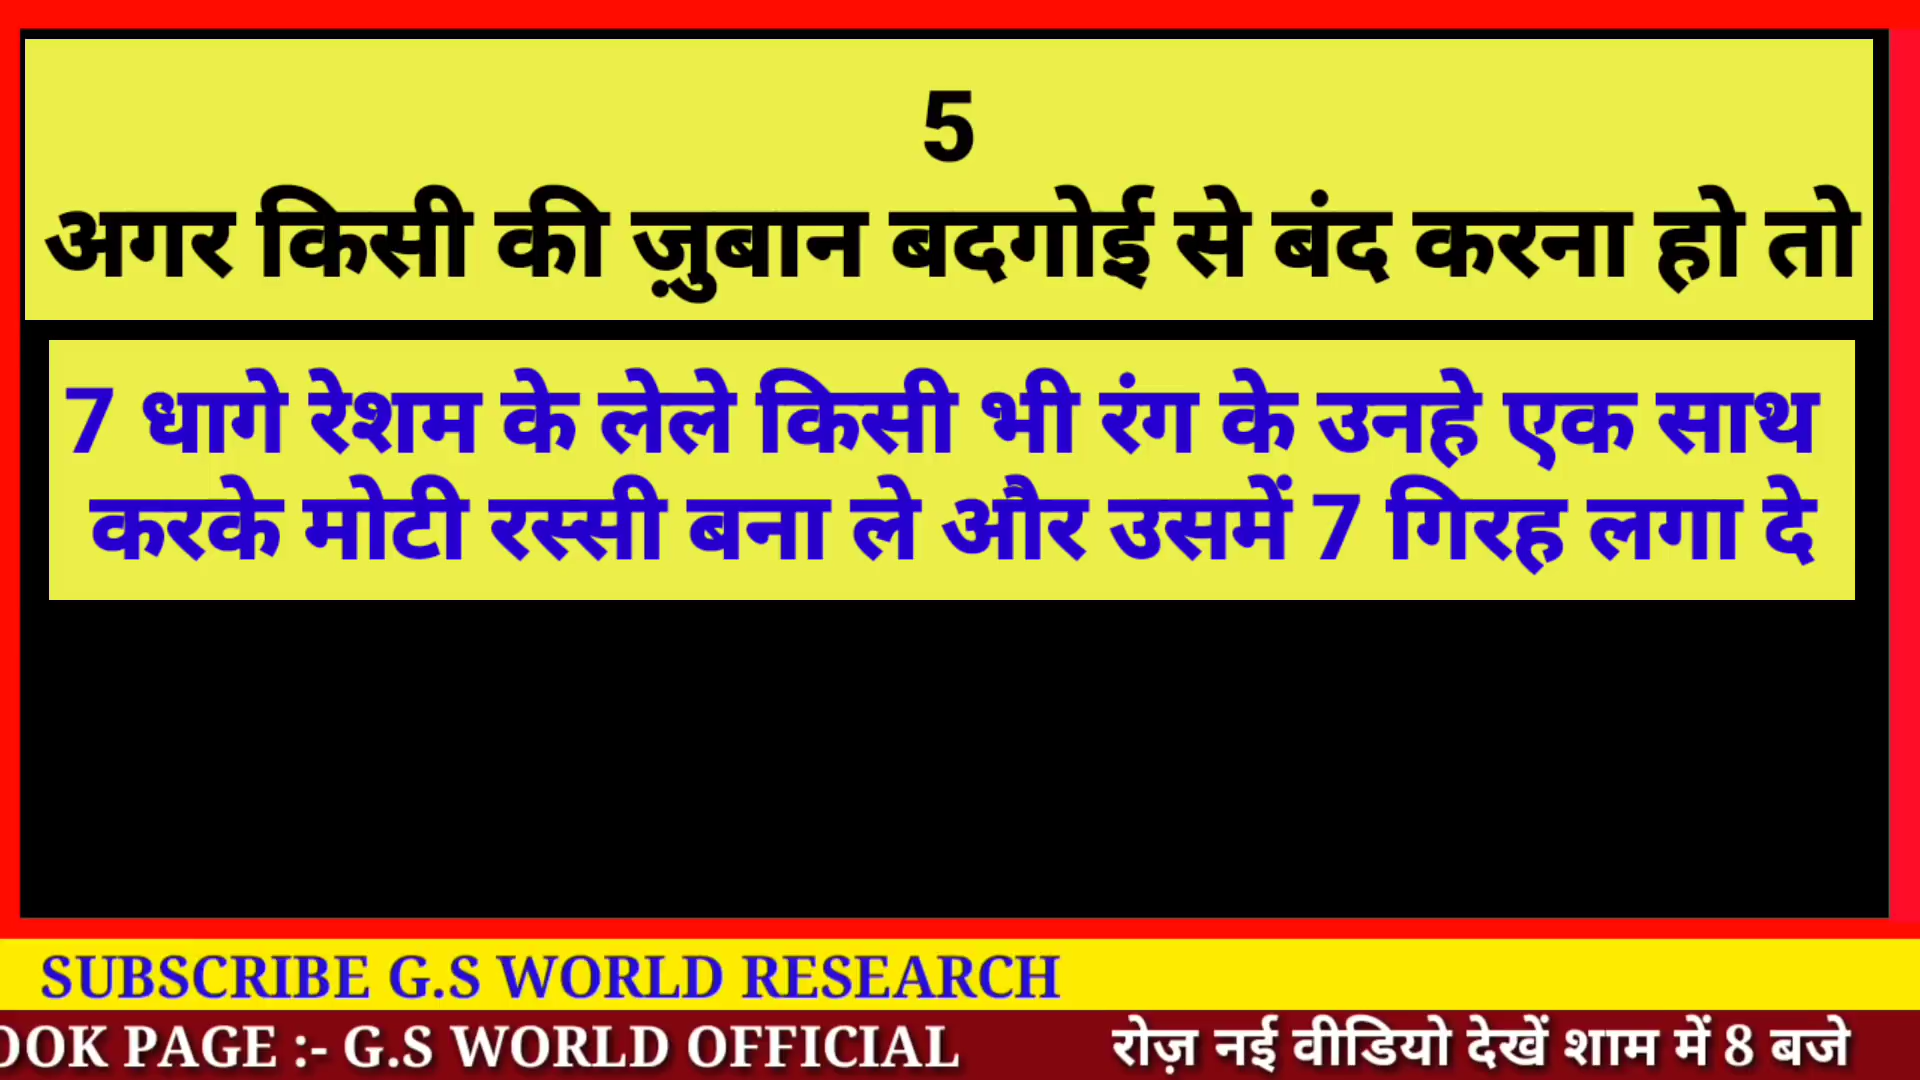 5
अगर किसी की ज़ुबान बदगोई से बंद करना हो तो
7 धागे रेशम के लेले किसी भी रंग के उनहे एक साथ
करके मोटी रस्सी बना ले और उसमें 7 गिरह लगा दे
SUBSCRIBE G.S WORLD RESEARCH
OOK PAGE :- G.S WORLD OFFICIAL रोज़ नई वीडियो देखें शाम में 8 बजे